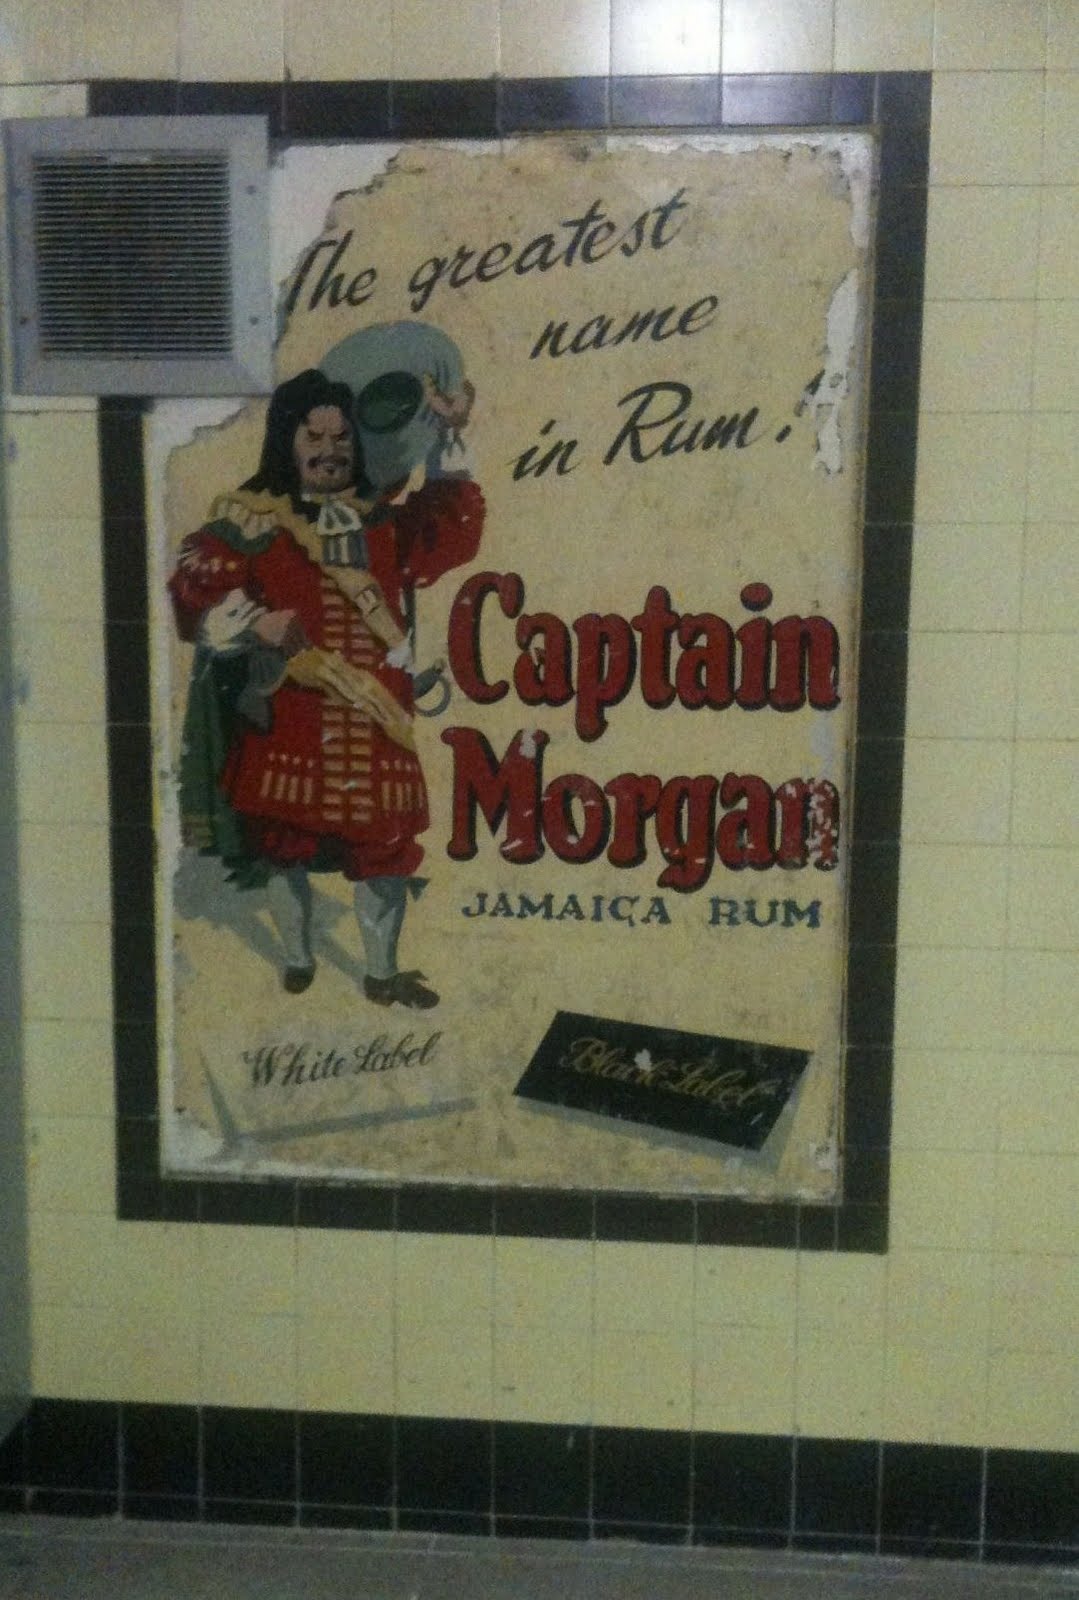 The greatest
name
in Rum!
Captain
Morgan
JAMAICA RUM
White Label
Black Label